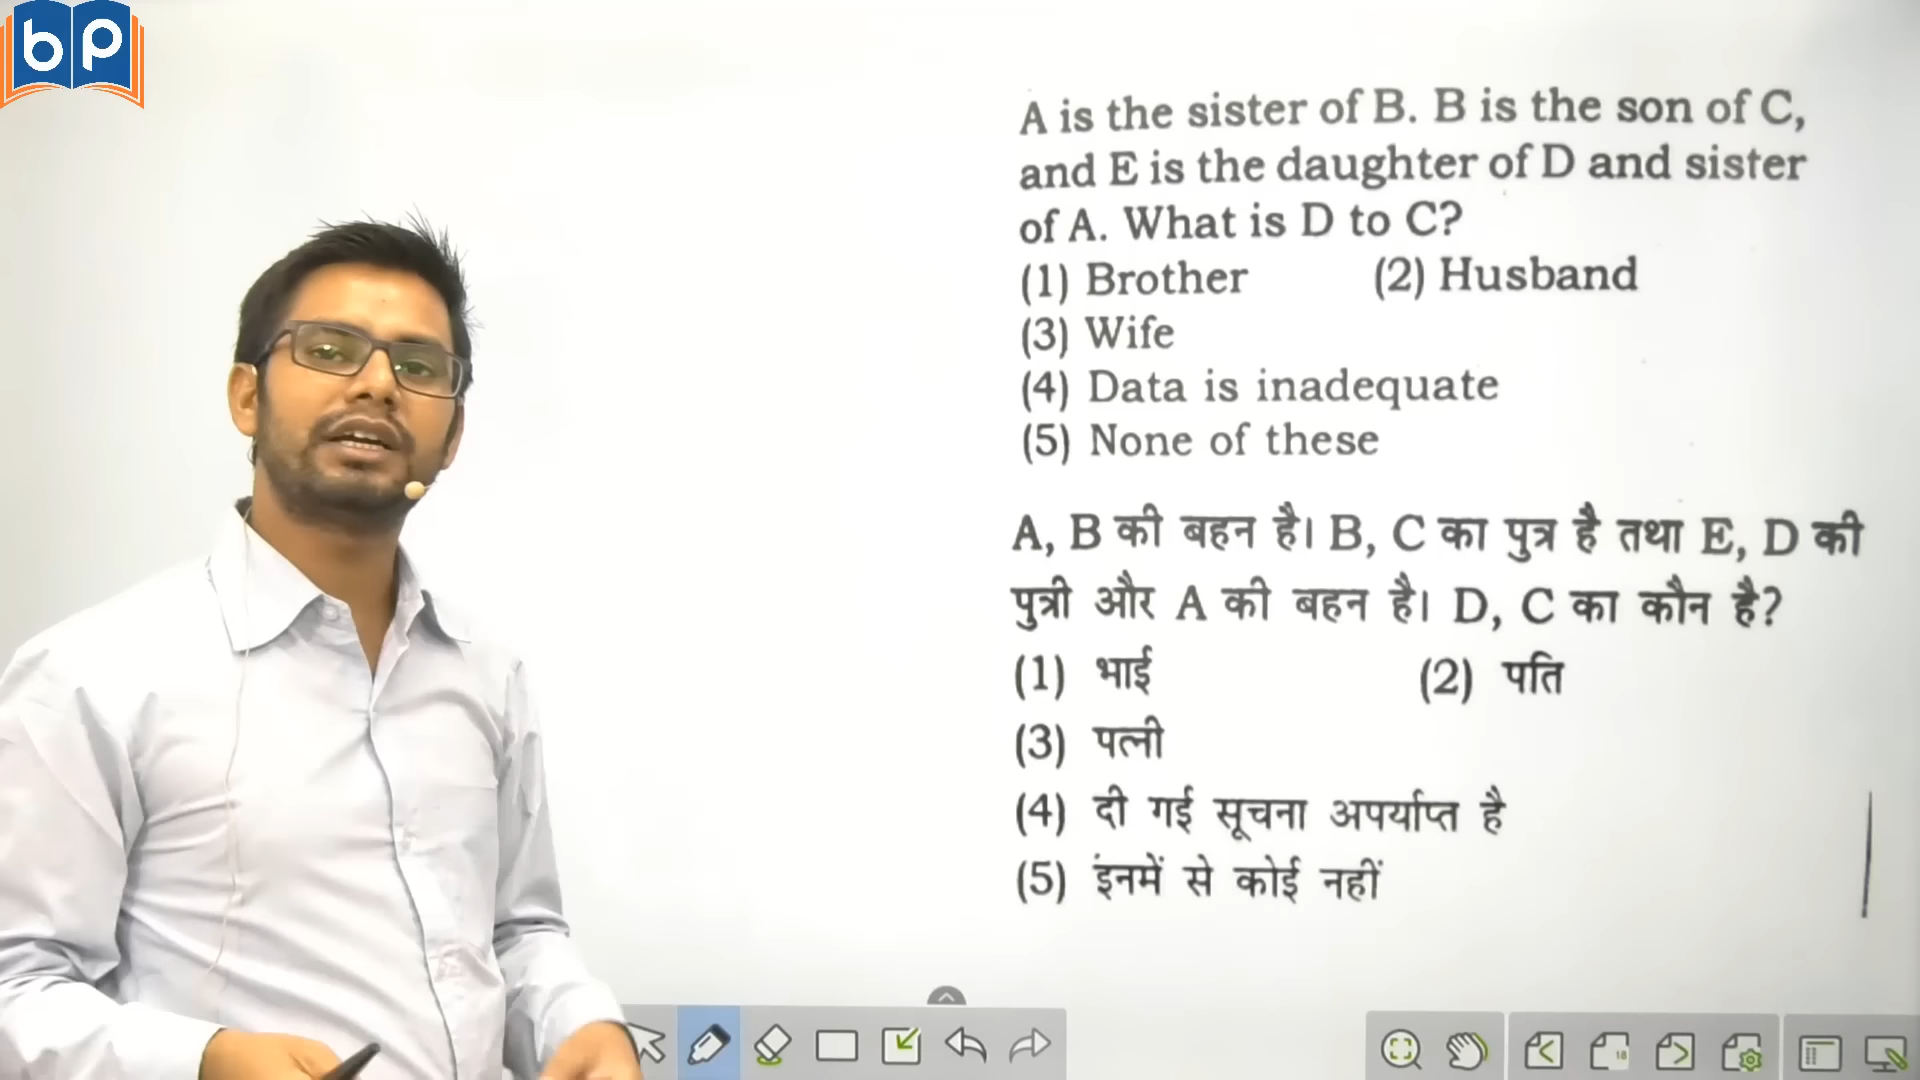 bp
A is the sister of B. B is the son of C,
and E is the daughter of D and sister
of A. What is D to C?
(1) Brother (2) Husband
(3) Wife
(4) Data is inadequate
(5) None of these
A, B की बहन है। B, C का पुत्र है तथा E, D की
पुत्री और A की बहन है। D, C का कौन है?
(1) भाई (2) पति
(3) पत्नी
(4) दी गई सूचना अपर्याप्त है
(5) इंनमें से कोई नहीं
18